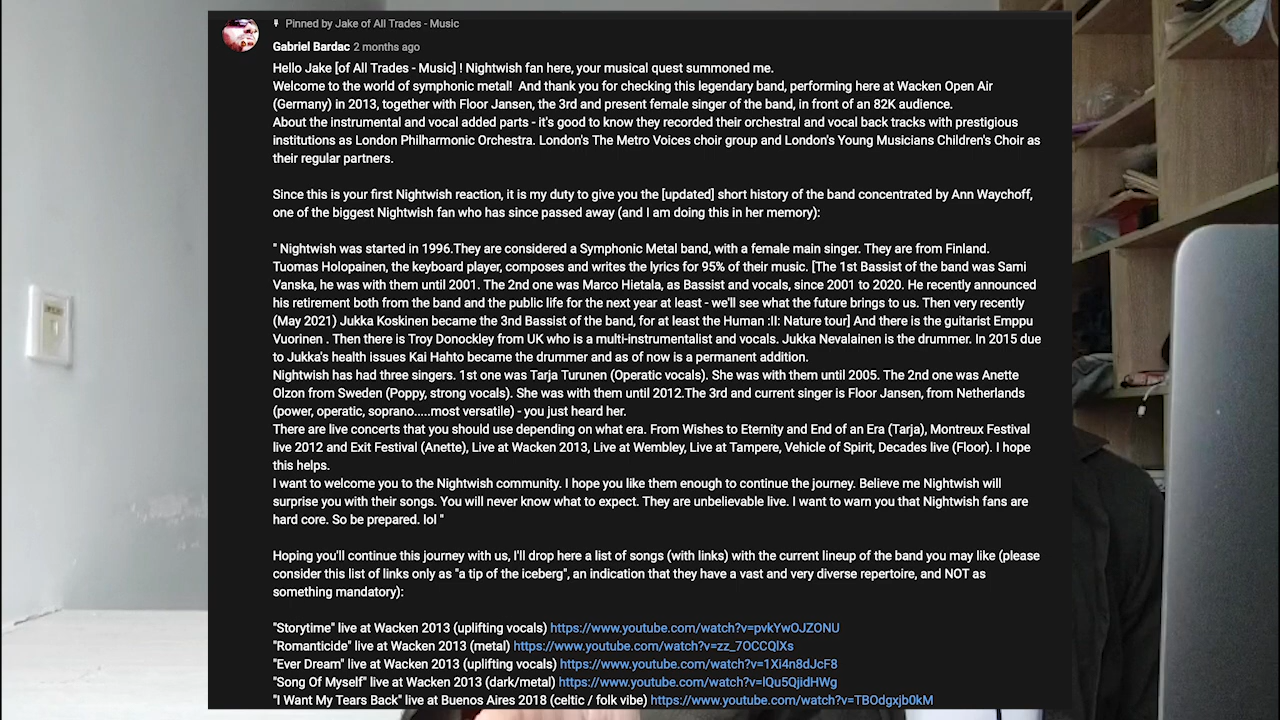 Pinned by Jake of All Trades - Music
Gabriel Bardac 2 months ago
Hello Jake [of All Trades - Music] ! Nightwish fan here, your musical quest summoned me.
Welcome to the world of symphonic metal!  And thank you for checking this legendary band, performing here at Wacken Open Air
(Germany) in 2013, together with Floor Jansen, the 3rd and present female singer of the band, in front of an 82K audience.
About the instrumental and vocal added parts - it's good to know they recorded their orchestral and vocal back tracks with prestigious
institutions as London Philharmonic Orchestra. London's The Metro Voices choir group and London's Young Musicians Children's Choir as
their regular partners.
Since this is your first Nightwish reaction, it is my duty to give you the [updated] short history of the band concentrated by Ann Waychoff,
one of the biggest Nightwish fan who has since passed away (and I am doing this in her memory):
" Nightwish was started in 1996.They are considered a Symphonic Metal band, with a female main singer. They are from Finland.
Tuomas Holopainen, the keyboard player, composes and writes the lyrics for 95% of their music. [The 1st Bassist of the band was Sami
Vanska, he was with them until 2001. The 2nd one was Marco Hietala, as Bassist and vocals, since 2001 to 2020. He recently announced
his retirement both from the band and the public life for the next year at least - we'll see what the future brings to us. Then very recently
(May 2021) Jukka Koskinen became the 3nd Bassist of the band, for at least the Human :II: Nature tour] And there is the guitarist Emppu
Vuorinen . Then there is Troy Donockley from UK who is a multi-instrumentalist and vocals. Jukka Nevalainen is the drummer. In 2015 due
to Jukka's health issues Kai Hahto became the drummer and as of now is a permanent addition.
Nightwish has had three singers. 1st one was Tarja Turunen (Operatic vocals). She was with them until 2005. The 2nd one was Anette
Olzon from Sweden (Poppy, strong vocals). She was with them until 2012.The 3rd and current singer is Floor Jansen, from Netherlands
(power, operatic, soprano.....most versatile) - you just heard her.
There are live concerts that you should use depending on what era. From Wishes to Eternity and End of an Era (Tarja), Montreux Festival
live 2012 and Exit Festival (Anette), Live at Wacken 2013, Live at Wembley, Live at Tampere, Vehicle of Spirit, Decades live (Floor). I hope
this helps.
I want to welcome you to the Nightwish community. I hope you like them enough to continue the journey. Believe me Nightwish will
surprise you with their songs. You will never know what to expect. They are unbelievable live. I want to warn you that Nightwish fans are
hard core. So be prepared. lol "
Hoping you'll continue this journey with us, I'll drop here a list of songs (with links) with the current lineup of the band you may like (please
consider this list of links only as "a tip of the iceberg", an indication that they have a vast and very diverse repertoire, and NOT as
something mandatory):
"Storytime" live at Wacken 2013 (uplifting vocals) https://www.youtube.com/watch?v=pvkYwOJZONU
"Romanticide" live at Wacken 2013 (metal) https://www.youtube.com/watch?v=zz_7OCCQlXs
"Ever Dream" live at Wacken 2013 (uplifting vocals) https://www.youtube.com/watch?v=1Xi4n8dJcF8
"Song Of Myself" live at Wacken 2013 (dark/metal) https://www.youtube.com/watch?v=lQu5QjidHWg
"I Want My Tears Back" live at Buenos Aires 2018 (celtic / folk vibe) https://www.youtube.com/watch?v=TBOdgxjb0kM